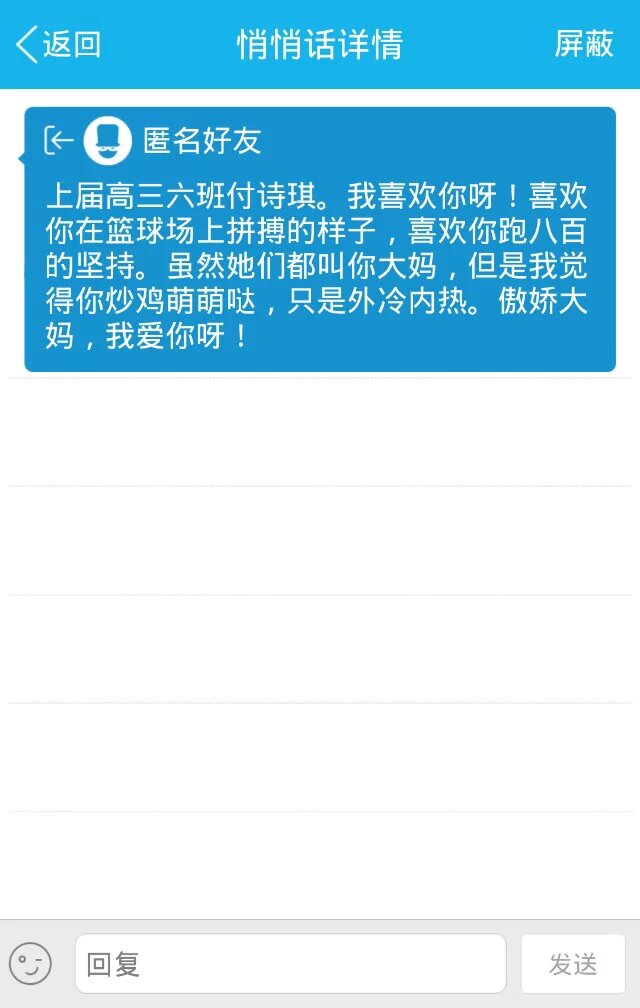 返回
悄悄话详情
屏蔽
匿名好友
上届高三六班付诗琪。我喜欢你呀！喜欢
你在篮球场上拼搏的样子，喜欢你跑八百
的坚持。虽然她们都叫你大妈，但是我觉
得你炒鸡萌萌哒，只是外冷内热。傲娇大
妈，我爱你呀！
回复
发送